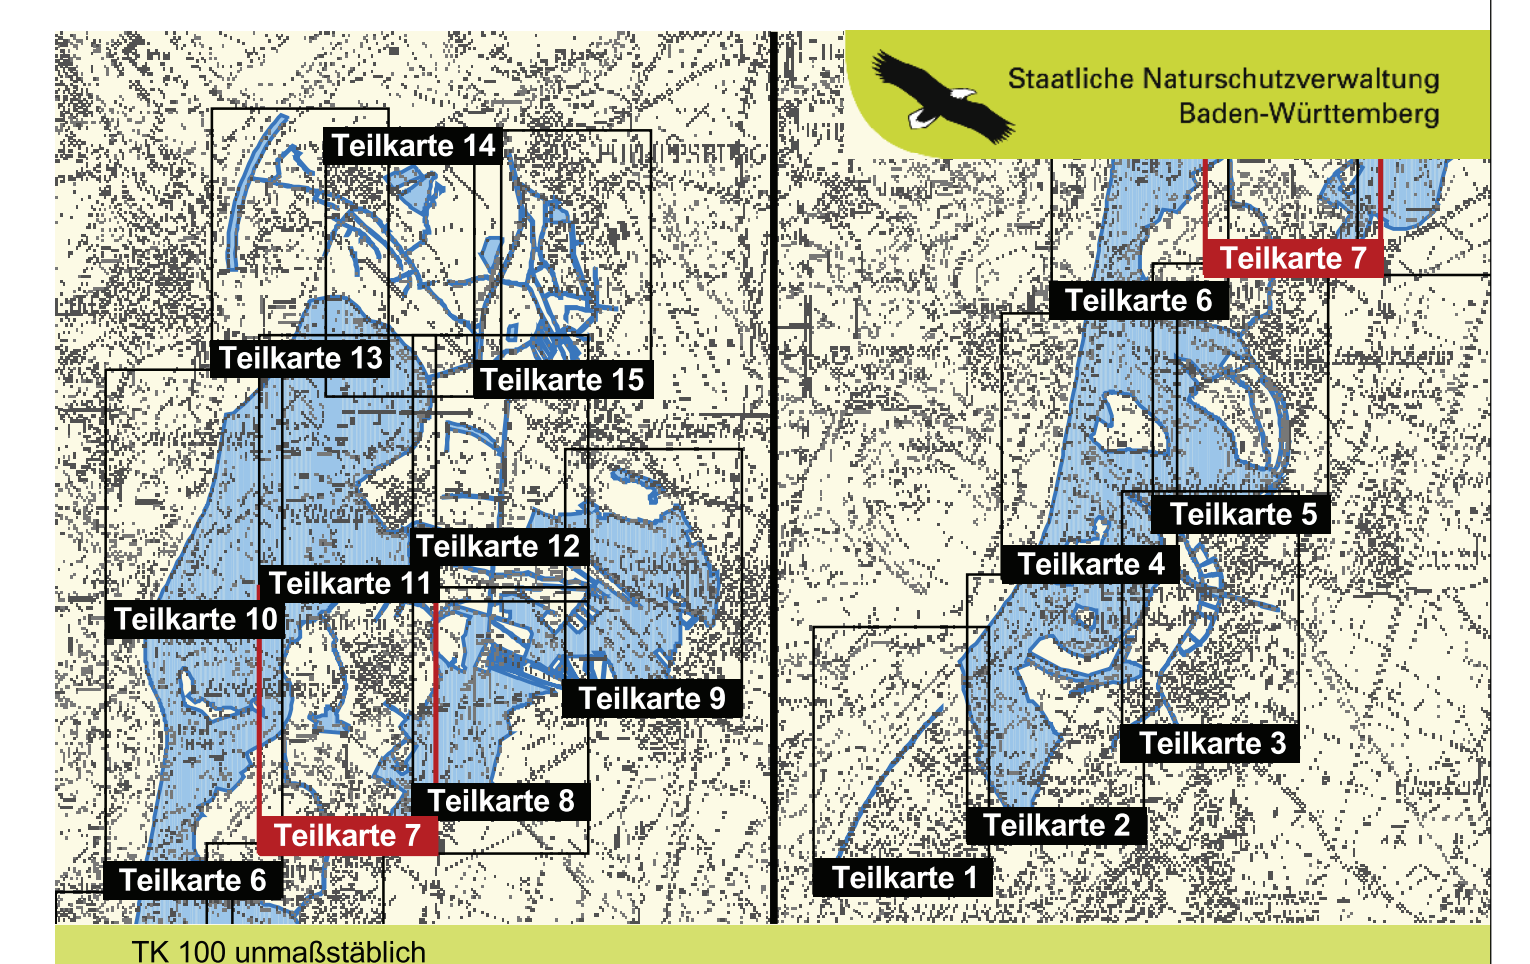 Staatliche Naturschutzverwaltung
Baden-Württemberg
Teilkarte 14
Teilkarte 13
Teilkarte 15
Teilkarte 12
Teilkarte 11
Teilkarte 10
Teilkarte 9
Teilkarte 8
Teilkarte 7
Teilkarte 6
Teilkarte 7
Teilkarte 6
Teilkarte 5
Teilkarte 4
Teilkarte 3
Teilkarte 2
Teilkarte 1
TK 100 unmaßstäblich